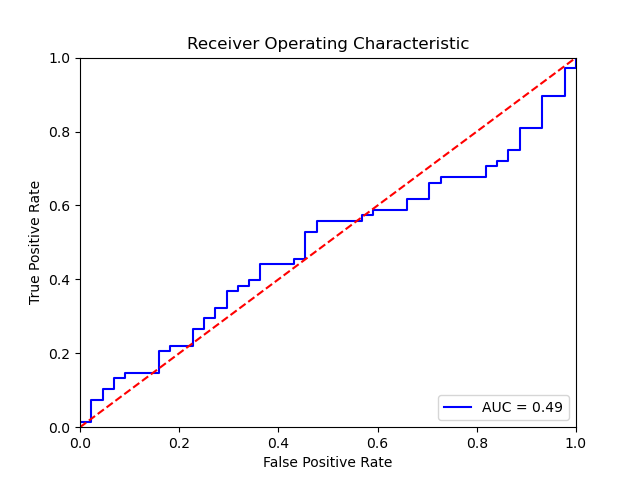 Receiver Operating Characteristic
True Positive Rate
1.0
0.8
0.6
0.4
0.2
0.0
AUC = 0.49
0.0 0.2 0.4 0.6 0.8 1.0
False Positive Rate